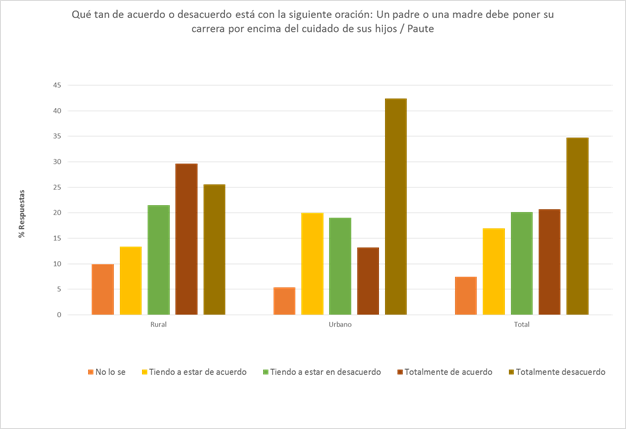 Qué tan de acuerdo o desacuerdo está con la siguiente oración: Un padre o una madre debe poner su
carrera por encima del cuidado de sus hijos / Paute
45
40
35
30
25
20
15
10
5
0
% Respuestas
Rural Urbano Total
No lo se Tiendo a estar de acuerdo Tiendo a estar en desacuerdo Totalmente de acuerdo Totalmente desacuerdo